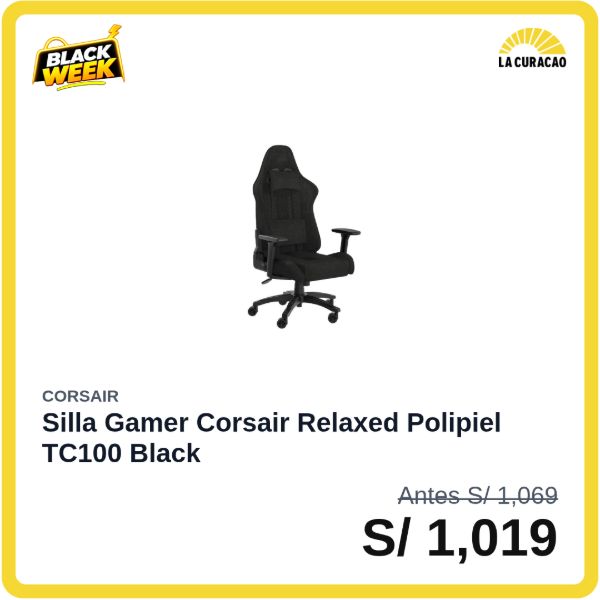 BLACK
WEEK
LA CURACAO
CORSAIR
Silla Gamer Corsair Relaxed Polipiel
TC100 Black
Antes S/ 1,069
S/ 1,019